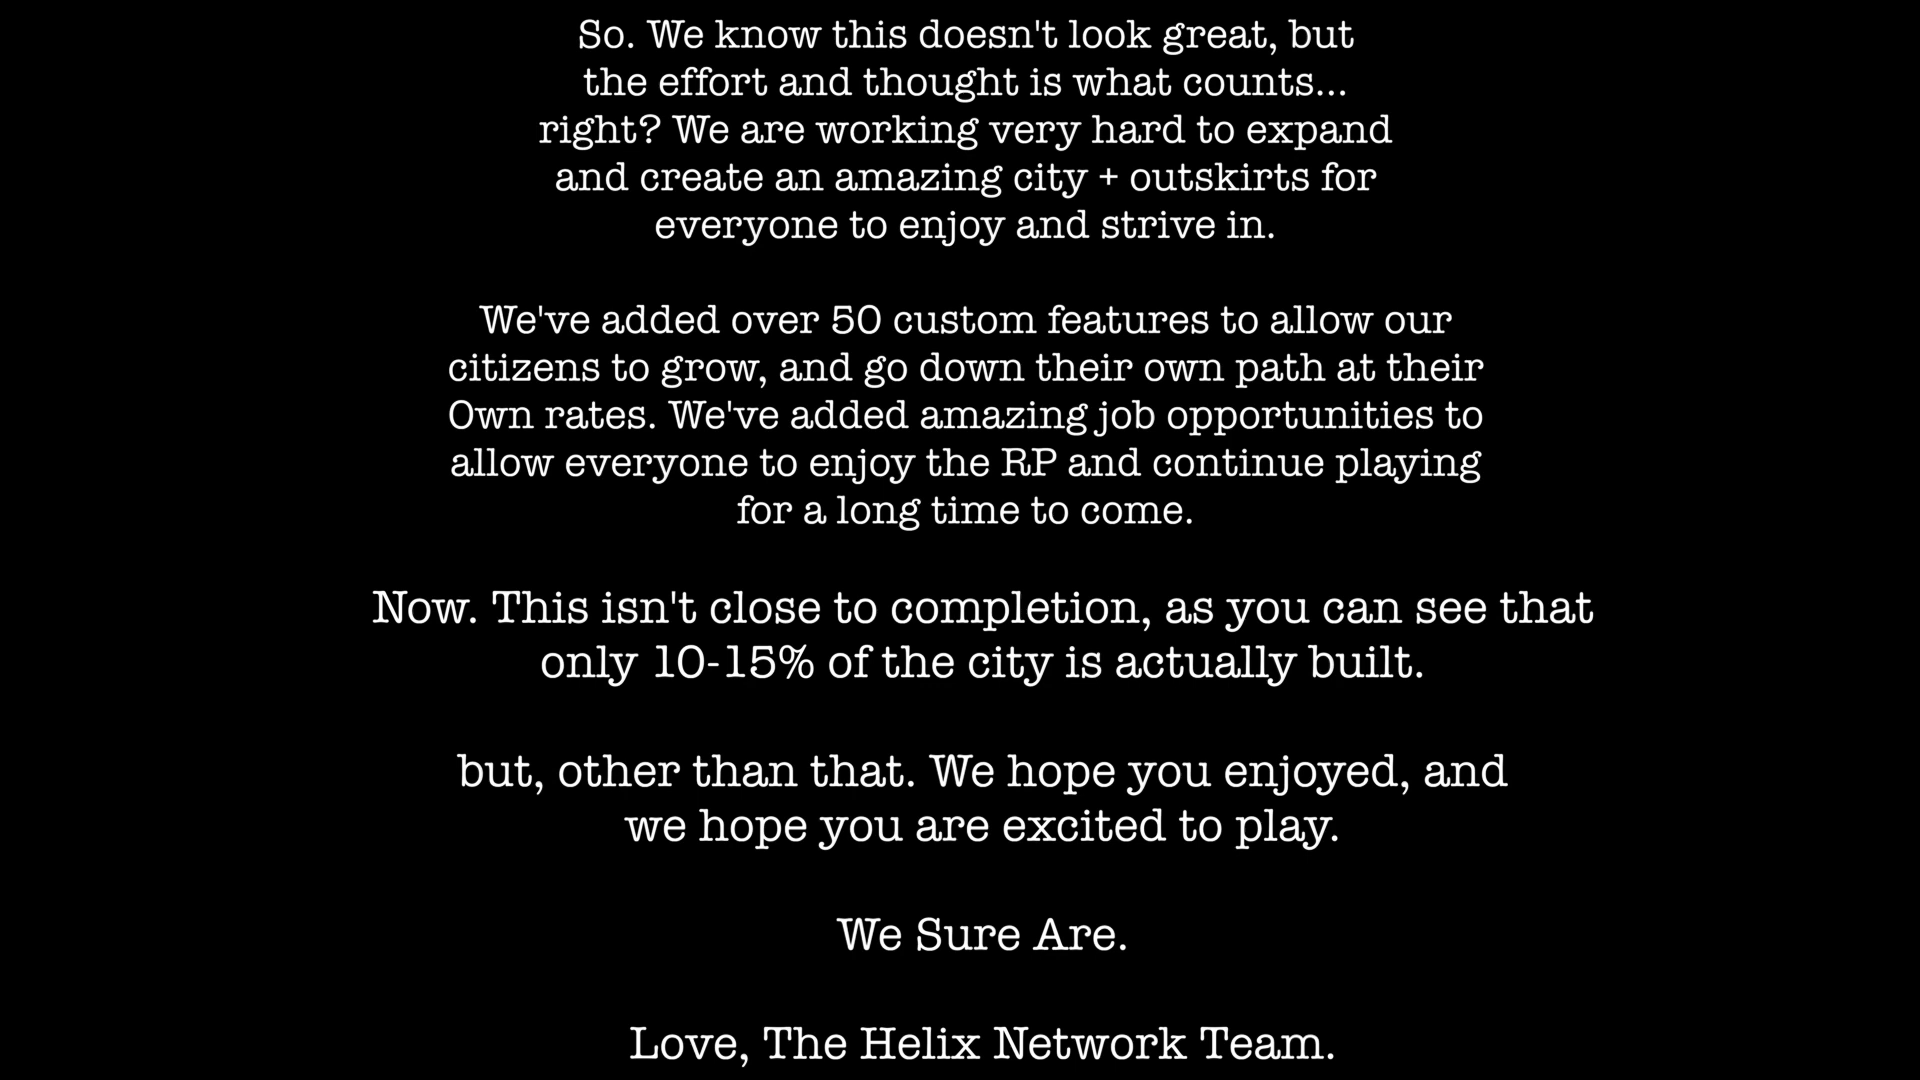 So. We know this doesn't look great, but
the effort and thought is what counts...
right? We are working very hard to expand
and create an amazing city + outskirts for
everyone to enjoy and strive in.
We've added over 50 custom features to allow our
citizens to grow, and go down their own path at their
Own rates. We've added amazing job opportunities to
allow everyone to enjoy the RP and continue playing
for a long time to come.
Now. This isn't close to completion, as you can see that
only 10-15% of the city is actually built.
but, other than that. We hope you enjoyed, and
we hope you are excited to play.
We Sure Are.
Love, The Helix Network Team.